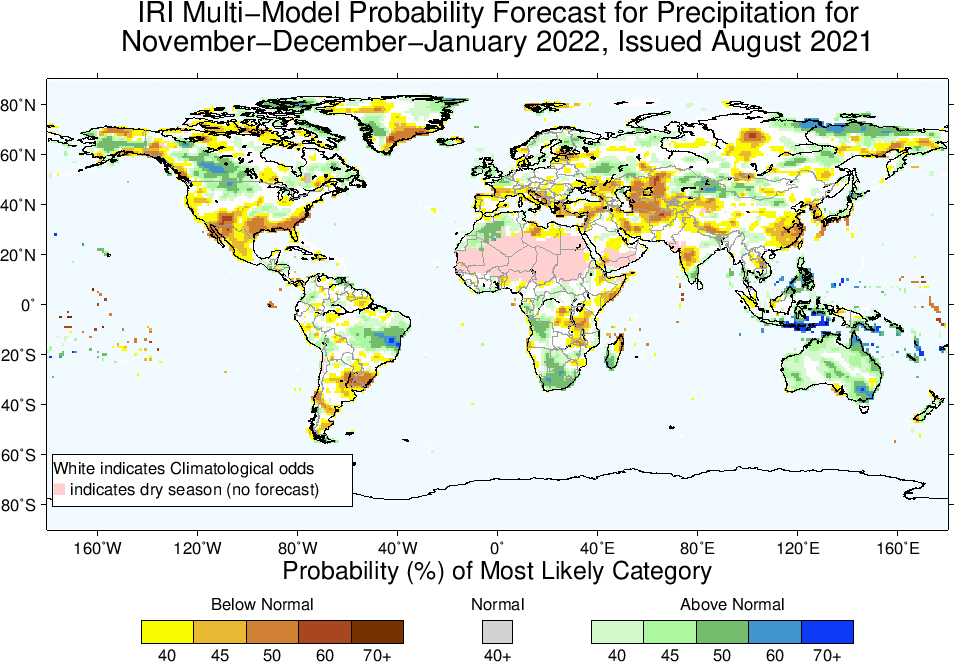 IRI Multi−Model Probability Forecast for Precipitation for
November−December−January 2022, Issued August 2021
80˚N
60˚N
40˚N
20˚N
0˚
20˚S
40˚S
60˚S
80˚S
White indicates Climatological odds
indicates dry season (no forecast)
160˚W 120˚W 80˚W 40˚W 0˚ 40˚E 80˚E 120˚E 160˚E
Probability (%) of Most Likely Category
Below Normal Normal Above Normal
40 45 50 60 70+ 40+ 40 45 50 60 70+